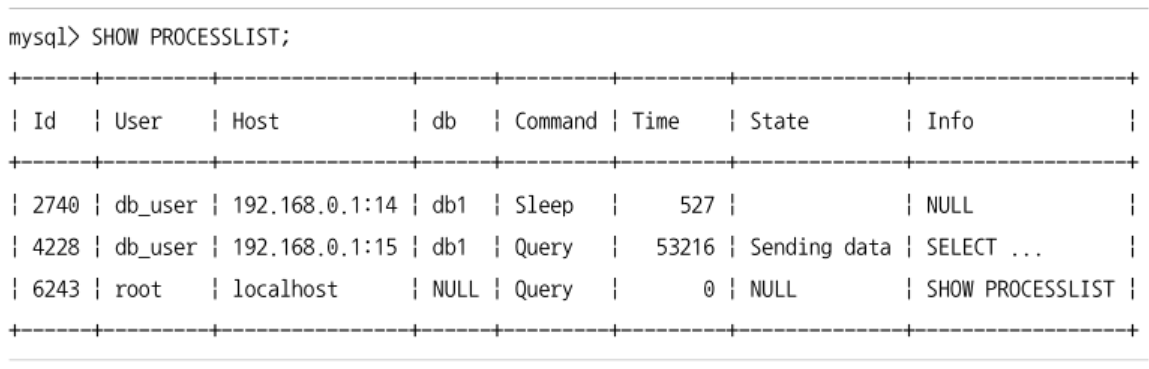 mysql> SHOW PROCESSLIST;
+------+---------+----------------+------+---------+---------+--------------+------------------+
| Id | User | Host | db | Command | Time | State | Info |
+------+---------+----------------+------+---------+---------+--------------+------------------+
| 2740 | db_user | 192.168.0.1:14 | db1 | Sleep | 527 | | NULL |
| 4228 | db_user | 192.168.0.1:15 | db1 | Query | 53216 | Sending data | SELECT ... |
| 6243 | root | localhost | NULL | Query | 0 | NULL | SHOW PROCESSLIST |
+------+---------+----------------+------+---------+---------+--------------+------------------+